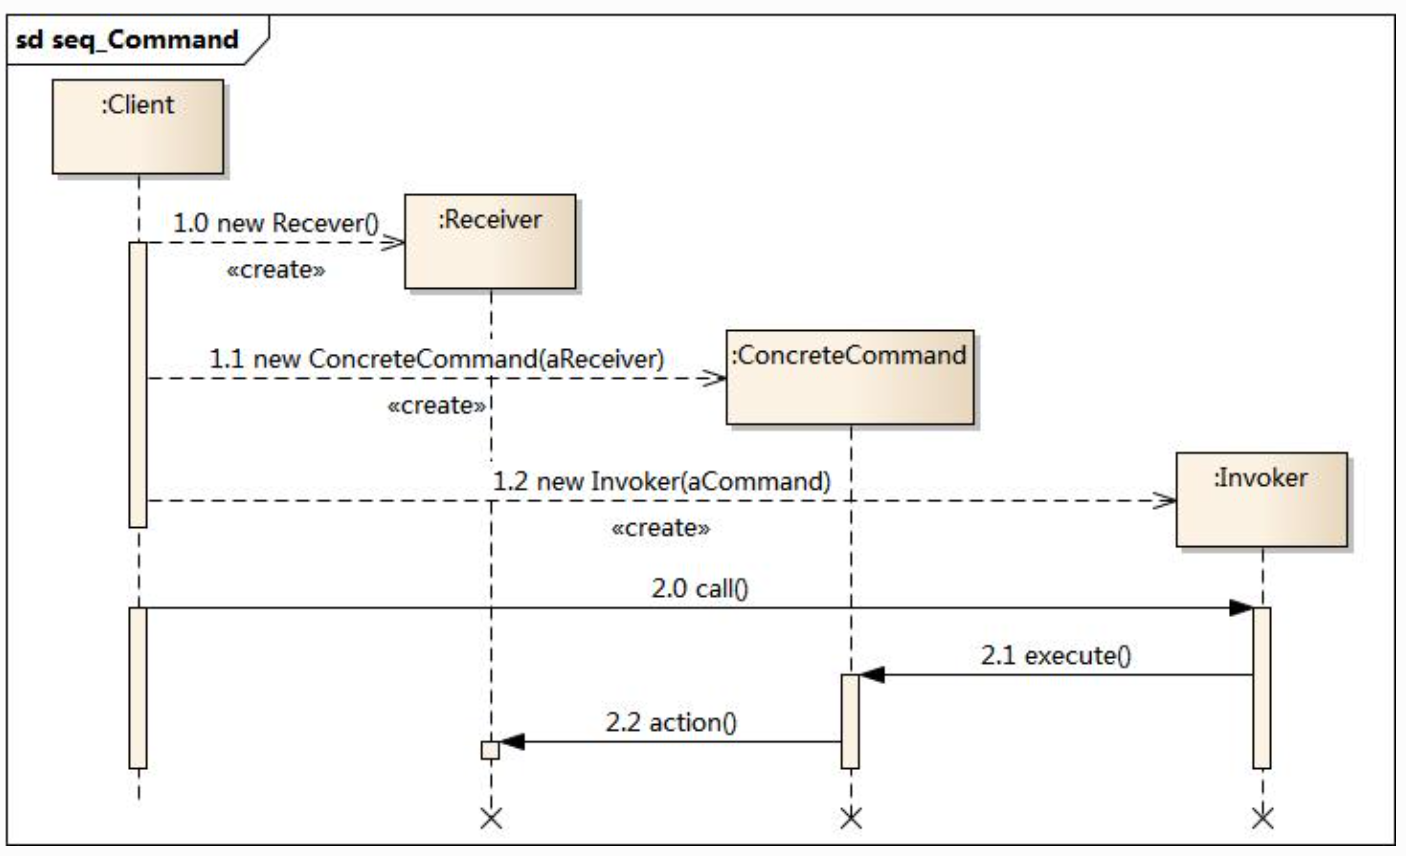 sd seq_Command
:Client
1.0 new Recever()
:Receiver
«create»
1.1 new ConcreteCommand(aReceiver)
:ConcreteCommand
«create»
1.2 new Invoker(aCommand)
:Invoker
«create»
2.0 call()
2.1 execute()
2.2 action()